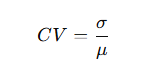 CV = σ/μ